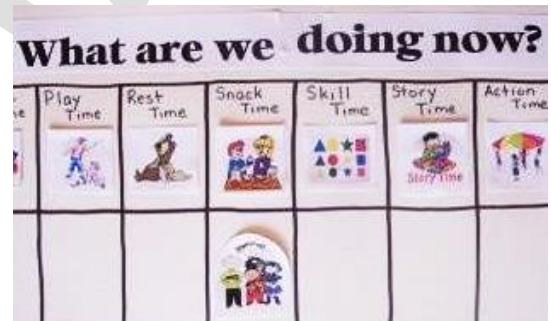 What are we doing now?
Play Time
Rest Time
Snack Time
Skill Time
Story Time
Action Time
Story Time